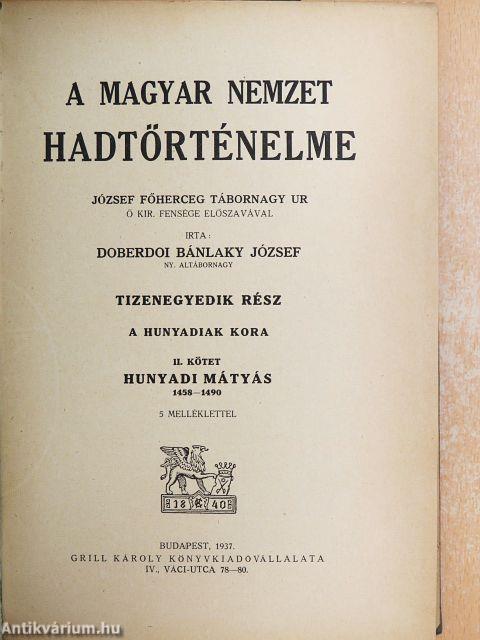 A MAGYAR NEMZET
HADTÖRTÉNELME
JÓZSEF FŐHERCEG TÁBORNAGY UR
Ő KIR. FENSÉGE ELŐSZAVÁVAL
IRTA:
DOBERDOI BÁNLAKY JÓZSEF
NY. ALTÁBORNAGY
TIZENEGYEDIK RÉSZ
A HUNYADIAK KORA
II. KÖTET
HUNYADI MÁTYÁS
1458—1490
5 MELLÉKLETTEL
18 40
BUDAPEST, 1937.
GRILL KÁROLY KÖNYVKIADÓVÁLLALATA
IV., VÁCI-UTCA 78—80.
Antikvárium.hu